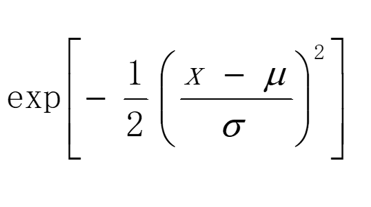 exp[ - 1/2 ( (x - μ)/σ )^2 ]